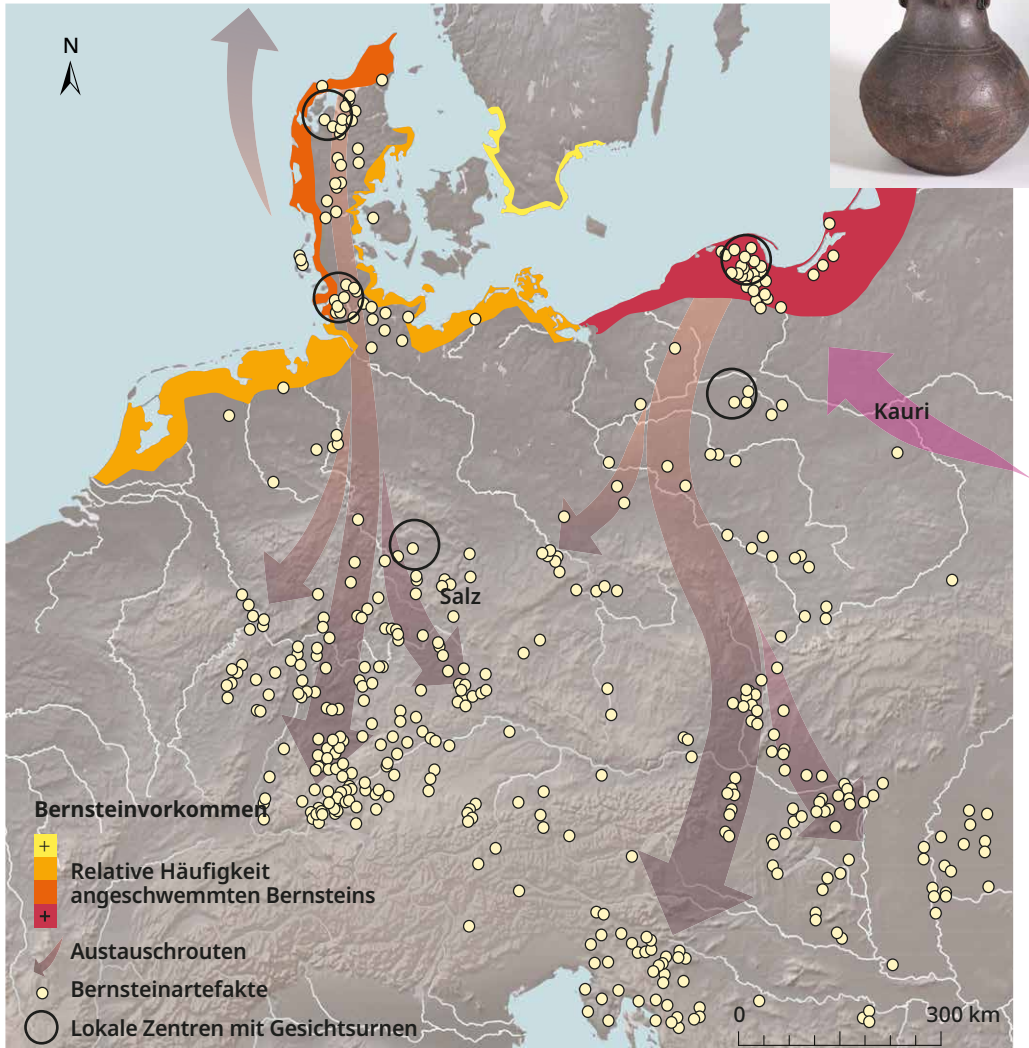 N
Kauri
Salz
Bernsteinvorkommen
+
Relative Häufigkeit
angeschwemmten Bernsteins
+
Austauschrouten
Bernsteinartefakte
Lokale Zentren mit Gesichtsurnen
0 300 km